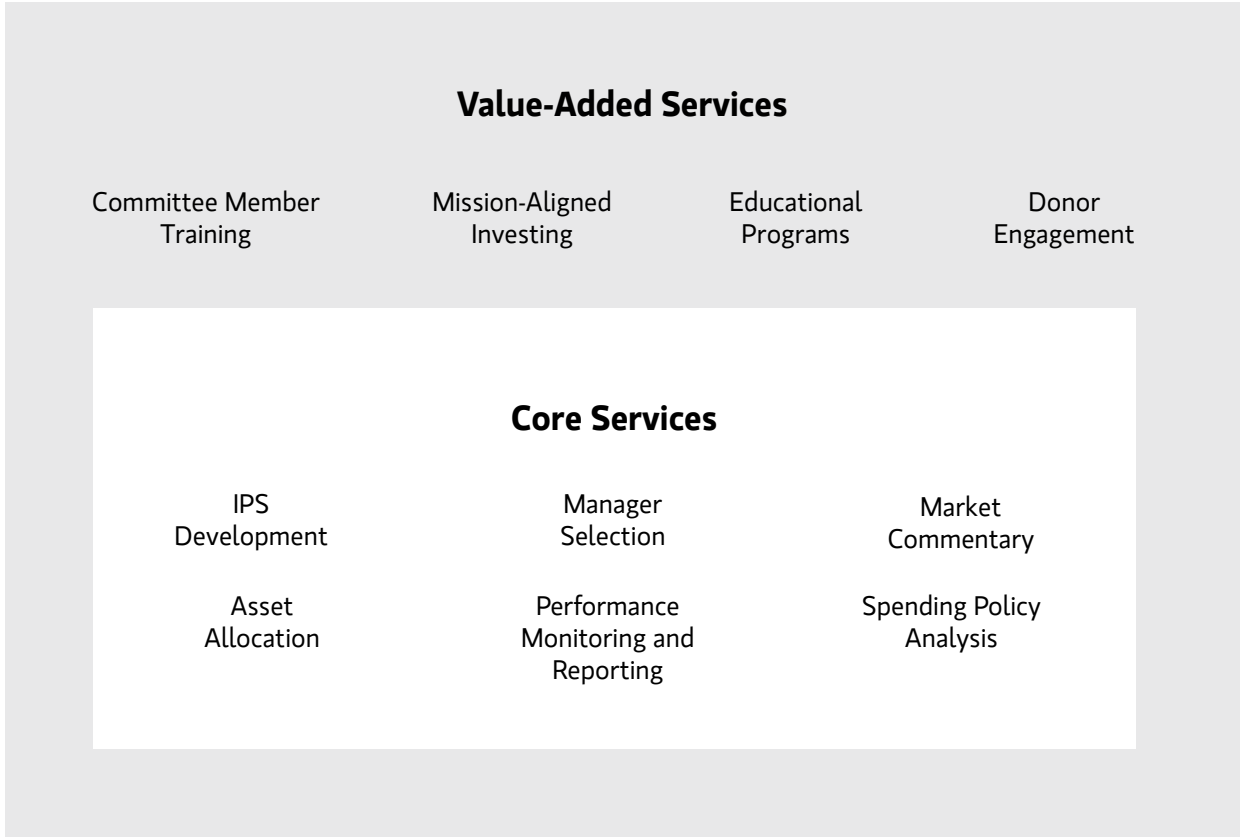 Value-Added Services
Committee Member
Training
Mission-Aligned
Investing
Educational
Programs
Donor
Engagement
Core Services
IPS
Development
Manager
Selection
Market
Commentary
Asset
Allocation
Performance
Monitoring and
Reporting
Spending Policy
Analysis